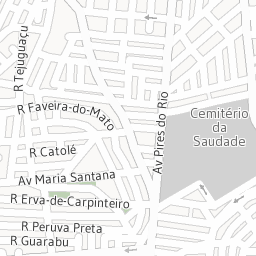 R Tejuguaçu
R Faveira-do-Mato
Av Pires do Rio
Cemitério
da
Saudade
R Catolé
Av Maria Santana
R Erva-de-Carpinteiro
R Peruva Preta
R Guarabu